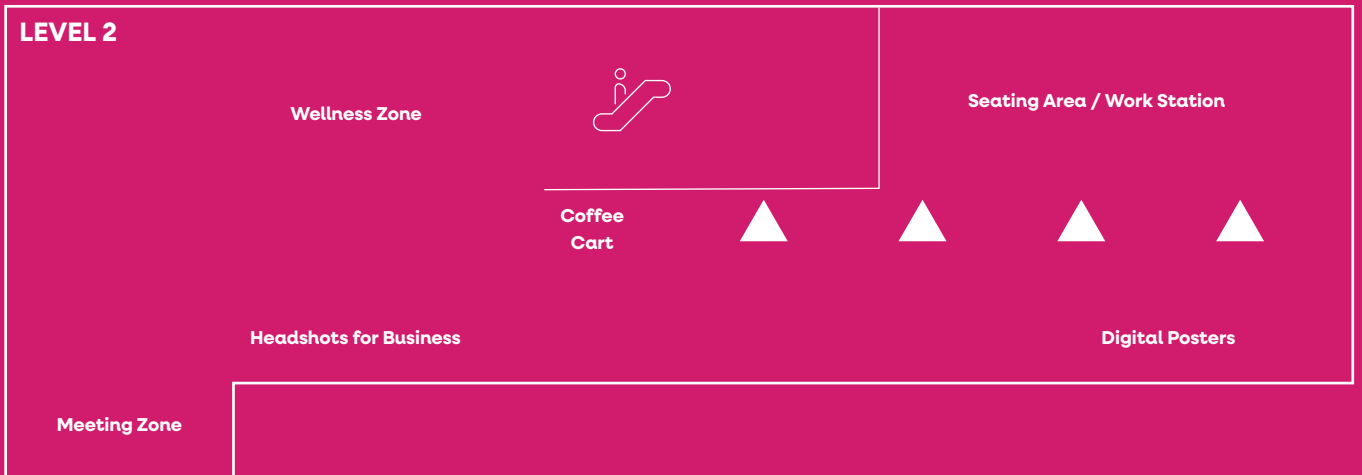 LEVEL 2
Wellness Zone
Seating Area / Work Station
Coffee
Cart
Headshots for Business
Digital Posters
Meeting Zone